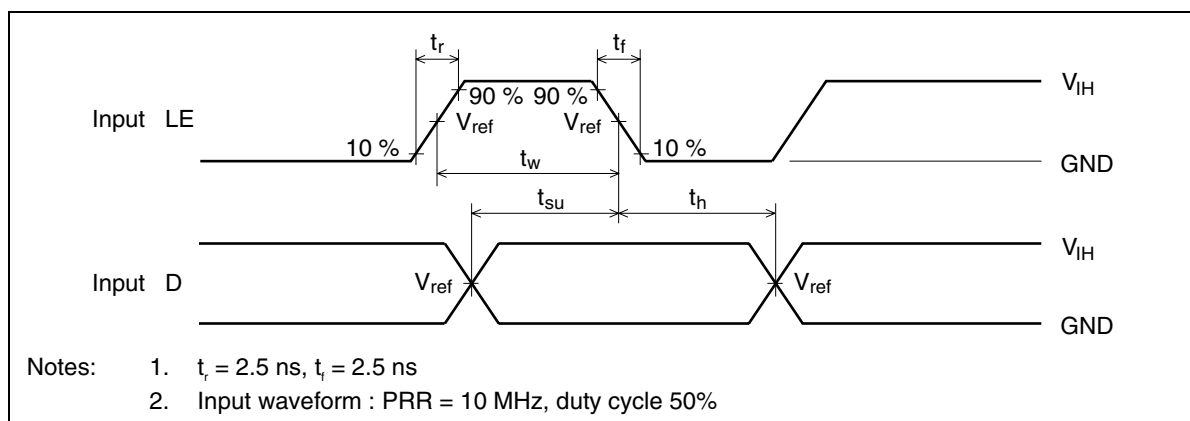 tr tf
VIH
90 % 90 %
Input LE Vref Vref
10 % 10 %
tw GND
tsu th
VIH
Input D Vref Vref
GND
Notes: 1. tr = 2.5 ns, tf = 2.5 ns
2. Input waveform : PRR = 10 MHz, duty cycle 50%